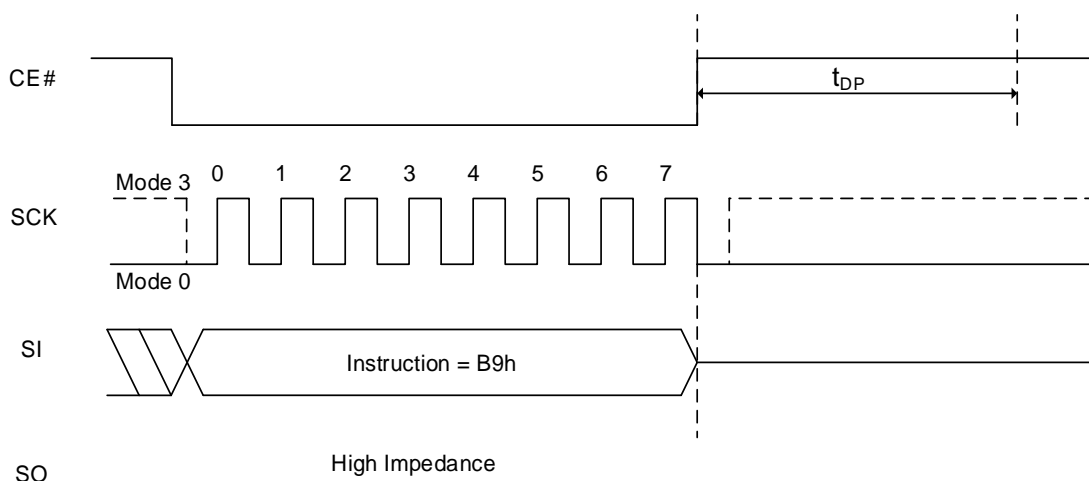 CE#
tDP
Mode 3 0 1 2 3 4 5 6 7
SCK
Mode 0
SI
Instruction = B9h
High Impedance
SO